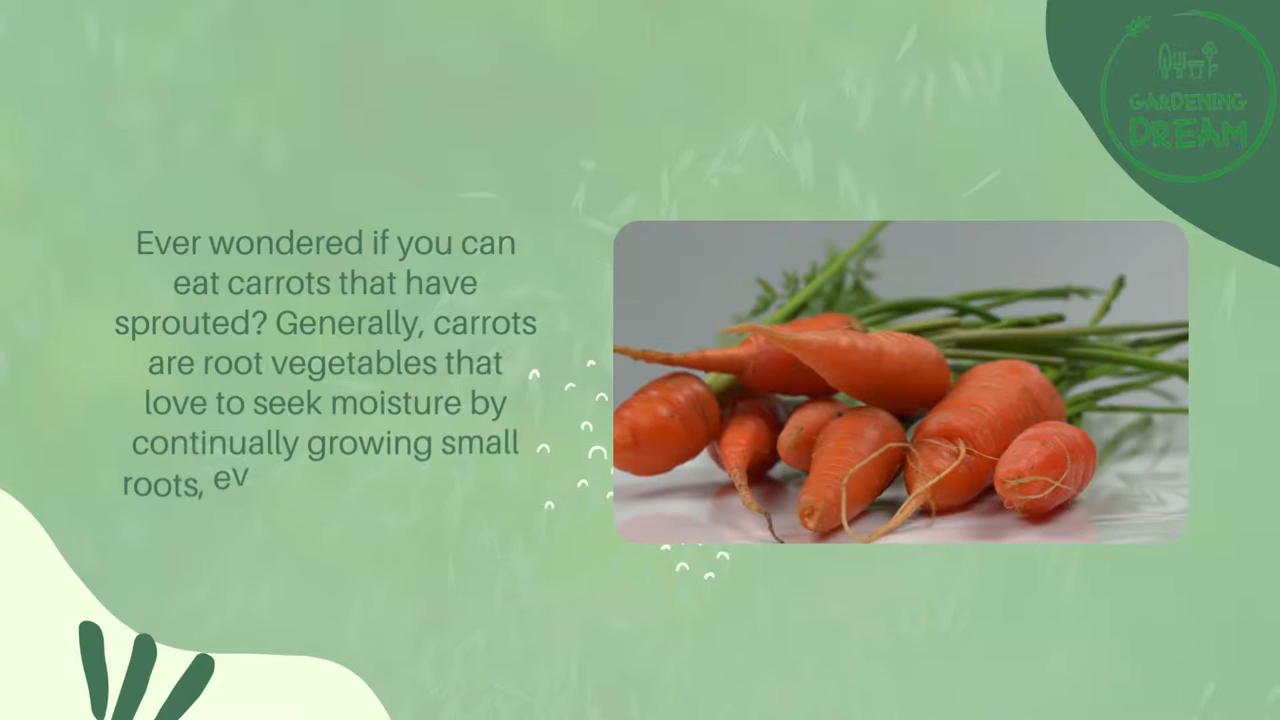 Ever wondered if you can
eat carrots that have
sprouted? Generally, carrots
are root vegetables that
love to seek moisture by
continually growing small
roots, ev
GARDENING
DREAM